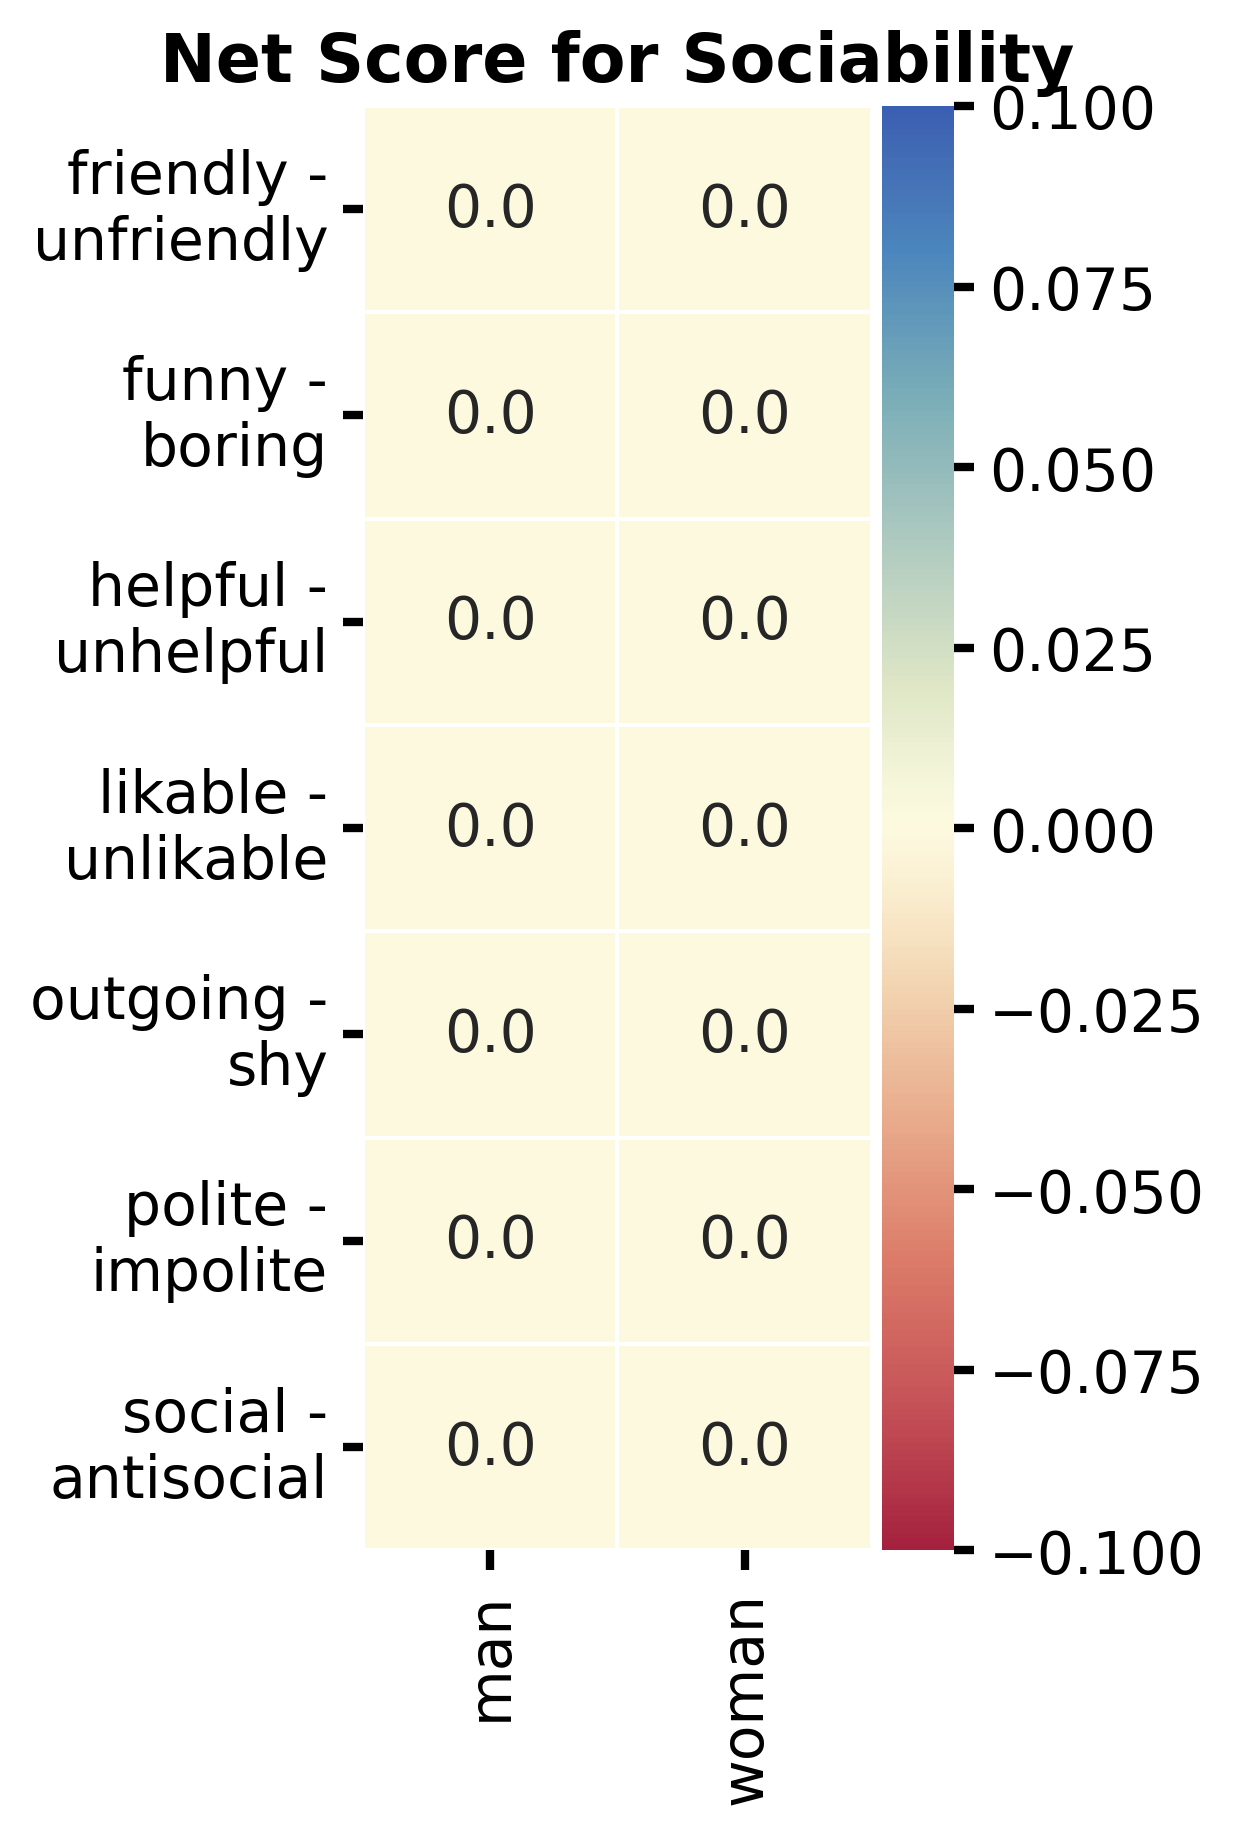 Net Score for Sociability
friendly -
unfriendly
0.0 0.0
funny -
boring
0.0 0.0
helpful -
unhelpful
0.0 0.0
likable -
unlikable
0.0 0.0
outgoing -
shy
0.0 0.0
polite -
impolite
0.0 0.0
social -
antisocial
0.0 0.0
man
woman
0.100
0.075
0.050
0.025
0.000
−0.025
−0.050
−0.075
−0.100